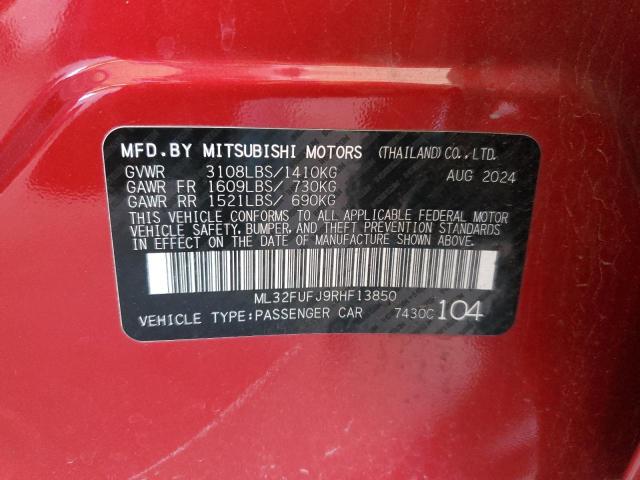 MFD.BY MITSUBISHI MOTORS (THAILAND) CO., LTD.
GVWR 3108LBS/1410KG AUG 2024
GAWR FR 1609LBS/ 730KG
GAWR RR 1521LBS/ 690KG
THIS VEHICLE CONFORMS TO ALL APPLICABLE FEDERAL MOTOR
VEHICLE SAFETY, BUMPER, AND THEFT PREVENTION STANDARDS
IN EFFECT ON THE DATE OF MANUFACTURE SHOWN ABOVE.
ML32FUFJ9RHF13850
VEHICLE TYPE:PASSENGER CAR 7430C 104